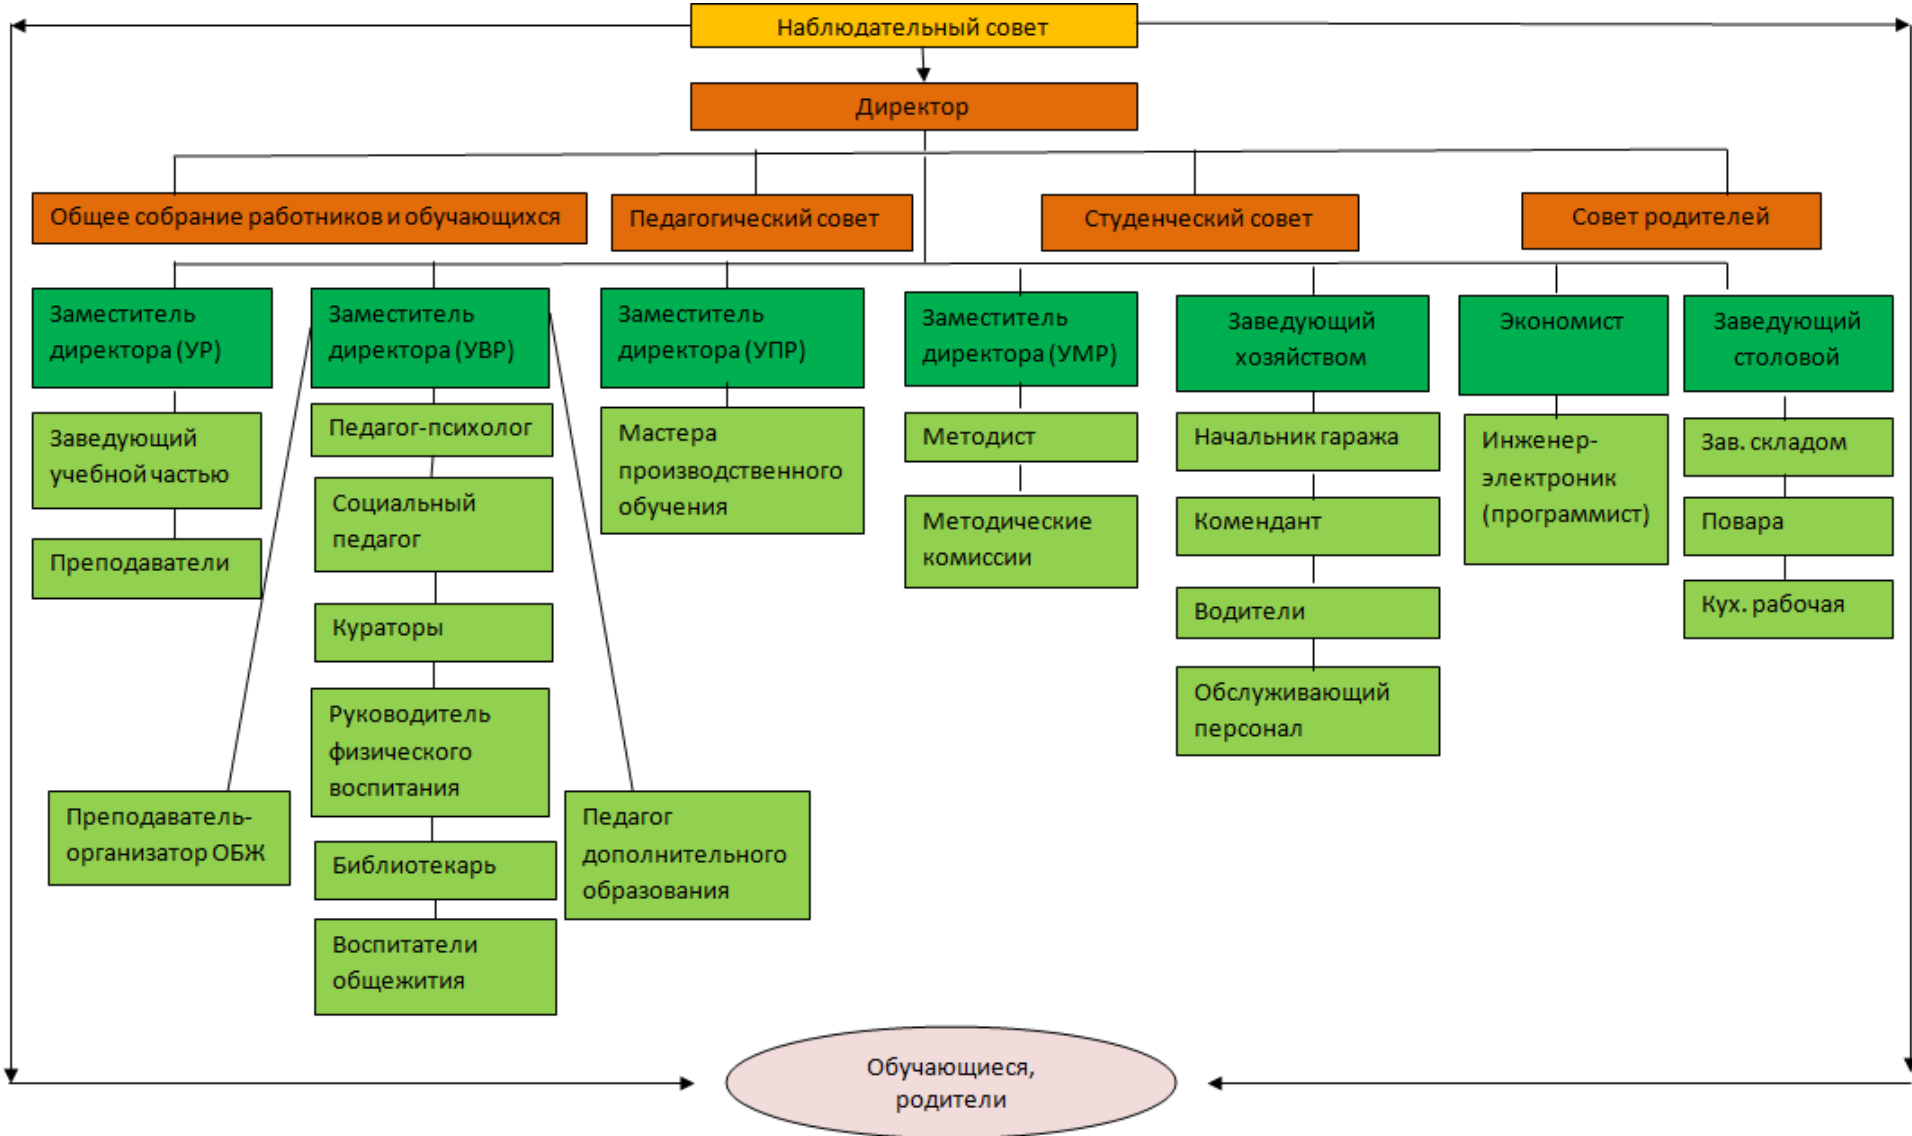 Наблюдательный совет
Директор
Общее собрание работников и обучающихся
Педагогический совет
Студенческий совет
Совет родителей
Заместитель
директора (УР)
Заместитель
директора (УВР)
Заместитель
директора (УПР)
Заместитель
директора (УМР)
Заведующий
хозяйством
Экономист
Заведующий
столовой
Заведующий
учебной частью
Преподаватели
Педагог-психолог
Социальный
педагог
Кураторы
Руководитель
физического
воспитания
Библиотекарь
Воспитатели
общежития
Преподаватель-
организатор ОБЖ
Педагог
дополнительного
образования
Мастера
производственного
обучения
Методист
Методические
комиссии
Начальник гаража
Комендант
Водители
Обслуживающий
персонал
Инженер-
электроник
(программист)
Зав. складом
Повара
Кух. рабочая
Обучающиеся,
родители